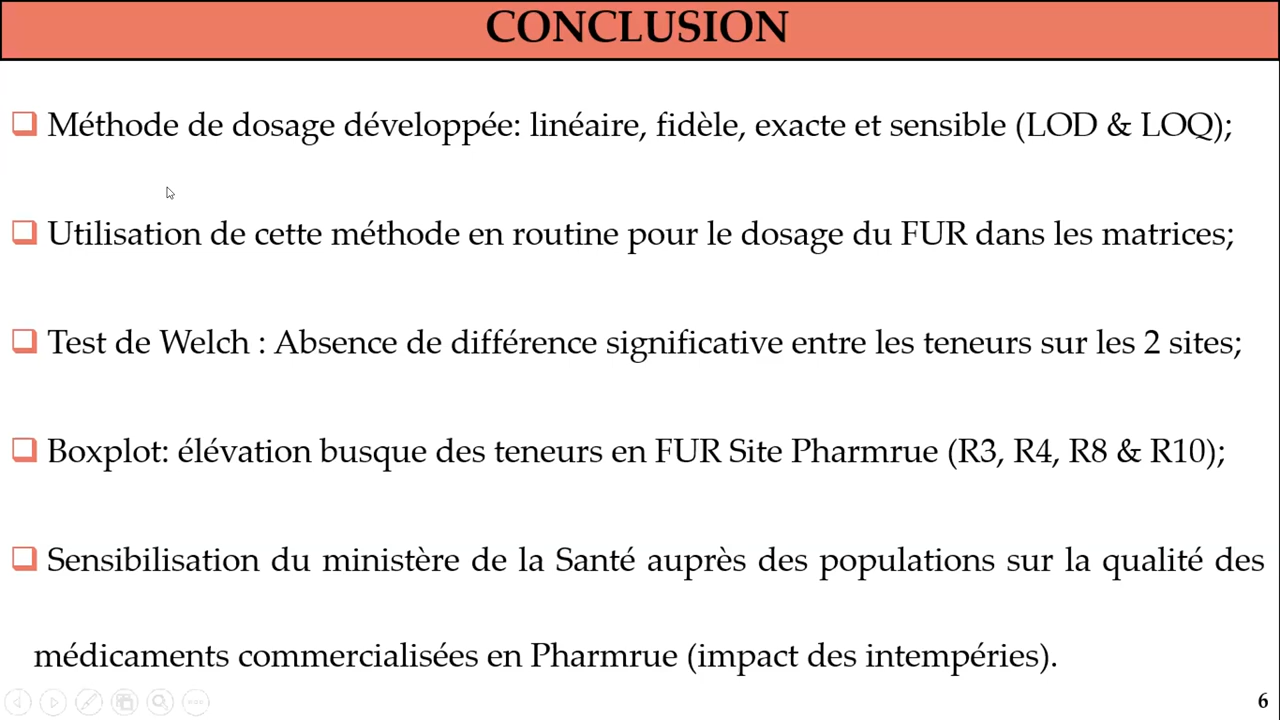 CONCLUSION
Méthode de dosage développée: linéaire, fidèle, exacte et sensible (LOD & LOQ);
Utilisation de cette méthode en routine pour le dosage du FUR dans les matrices;
Test de Welch : Absence de différence significative entre les teneurs sur les 2 sites;
Boxplot: élévation busque des teneurs en FUR Site Pharmrue (R3, R4, R8 & R10);
Sensibilisation du ministère de la Santé auprès des populations sur la qualité des
médicaments commercialisées en Pharmrue (impact des intempéries).
6